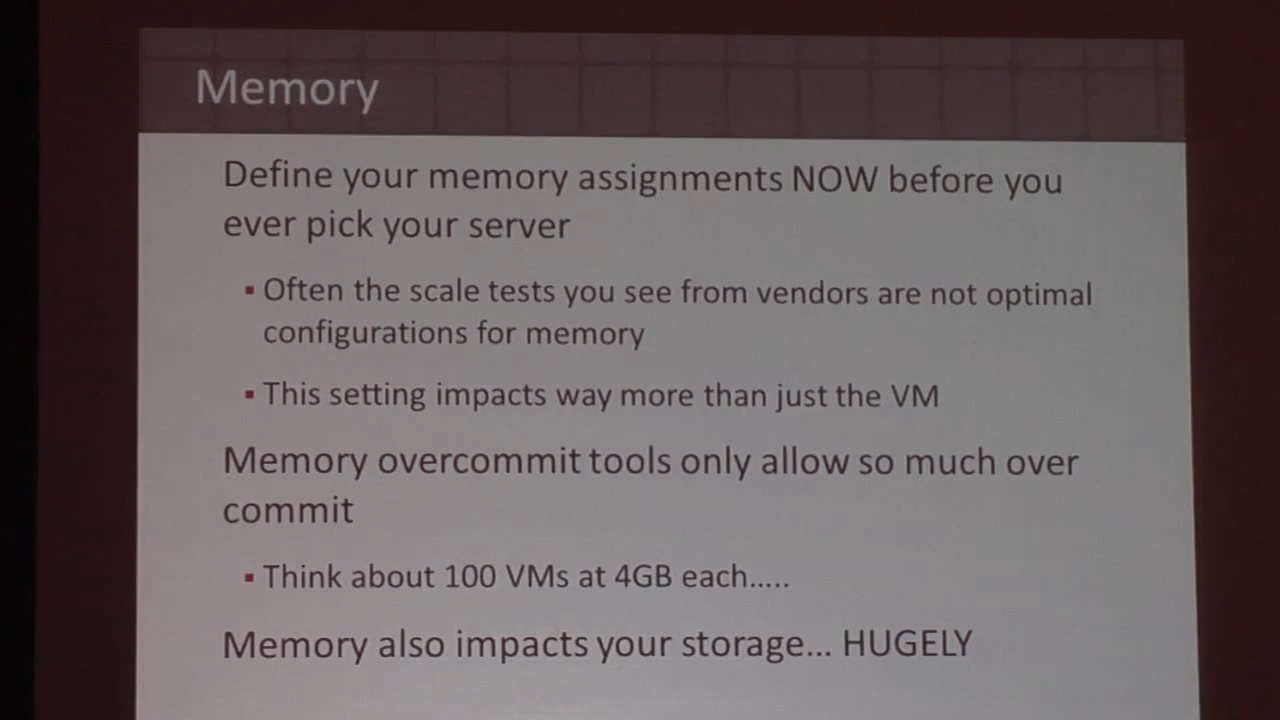 Memory
Define your memory assignments NOW before you
ever pick your server
▪ Often the scale tests you see from vendors are not optimal
configurations for memory
▪ This setting impacts way more than just the VM
Memory overcommit tools only allow so much over
commit
▪ Think about 100 VMs at 4GB each.....
Memory also impacts your storage... HUGELY